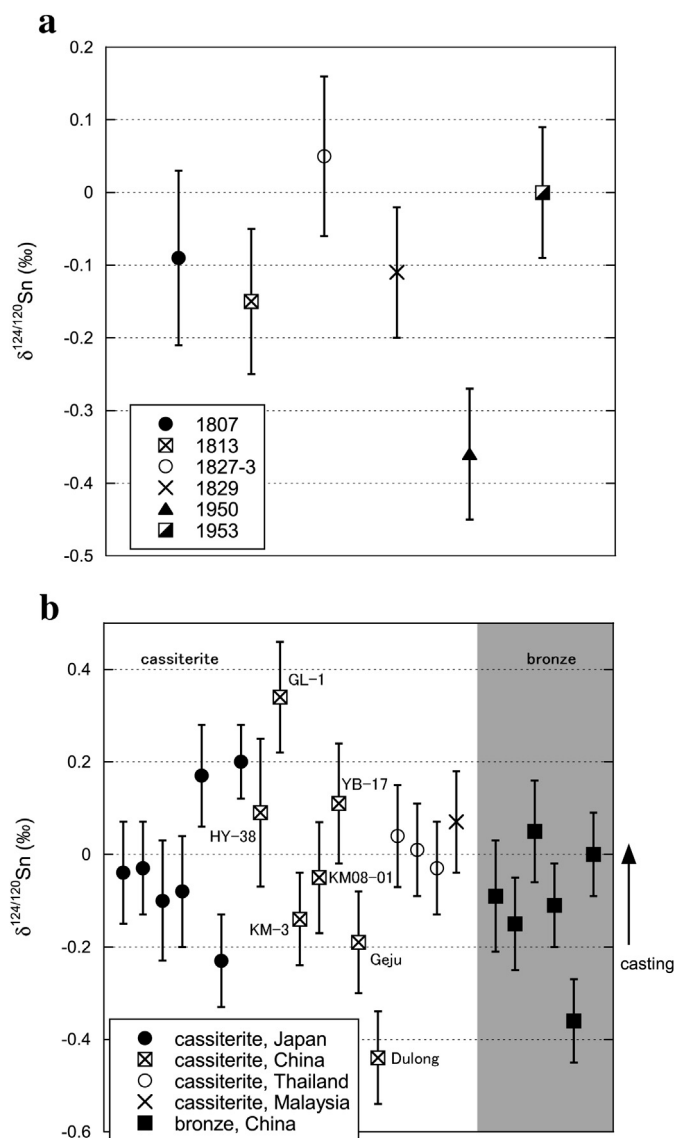 a
0.2
0.1
0
-0.1
-0.2
-0.3
-0.4
-0.5
δ124/120Sn (‰)
1807
1813
1827-3
1829
1950
1953
b
0.4
0.2
0
-0.2
-0.4
-0.6
δ124/120Sn (‰)
cassiterite
bronze
GL-1
YB-17
HY-38
KM08-01
KM-3
Geju
Dulong
casting
cassiterite, Japan
cassiterite, China
cassiterite, Thailand
cassiterite, Malaysia
bronze, China